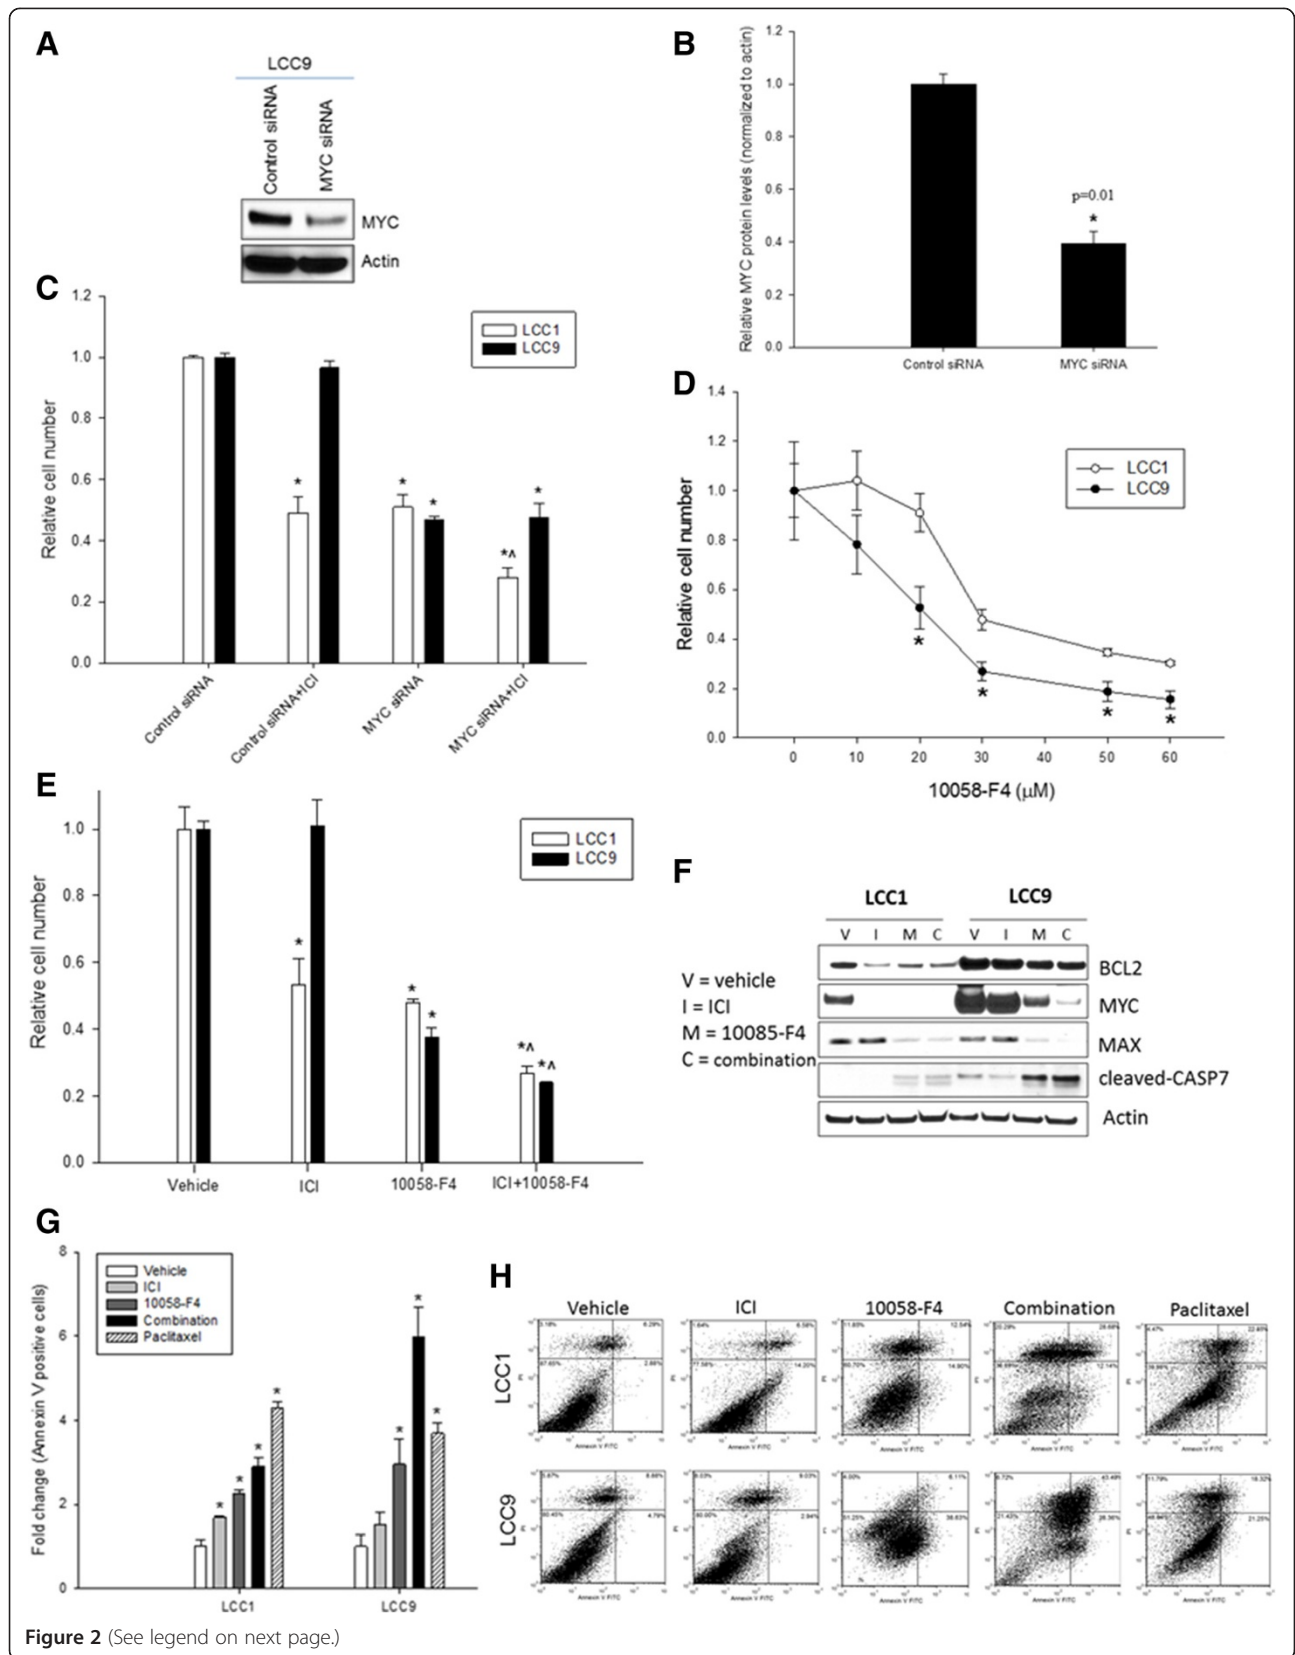 A
LCC9
Control siRNA
MYC siRNA
MYC
Actin
B
Relative MYC protein levels (normalized to actin)
1.2
1.0
0.8
0.6
0.4
0.2
0.0
p=0.01
*
Control siRNA
MYC siRNA
C
Relative cell number
1.2
1.0
0.8
0.6
0.4
0.2
0.0
LCC1
LCC9
*
*
*
*^
*
Control siRNA
Control siRNA+ICI
MYC siRNA
MYC siRNA+ICI
D
Relative cell number
1.4
1.2
1.0
0.8
0.6
0.4
0.2
0.0
LCC1
LCC9
*
*
*
*
0 10 20 30 40 50 60
10058-F4 (μM)
E
Relative cell number
1.0
0.8
0.6
0.4
0.2
0.0
LCC1
LCC9
*
*
*
*^
*^
Vehicle
ICI
10058-F4
ICI+10058-F4
F
LCC1 LCC9
V I M C V I M C
V = vehicle
I = ICI
M = 10085-F4
C = combination
BCL2
MYC
MAX
cleaved-CASP7
Actin
G
Fold change (Annexin V positive cells)
8
6
4
2
0
Vehicle
ICI
10058-F4
Combination
Paclitaxel
* * * *
* * *
LCC1
LCC9
H
Vehicle ICI 10058-F4 Combination Paclitaxel
LCC1
LCC9
PI
Annexin V FITC
Figure 2 (See legend on next page.)